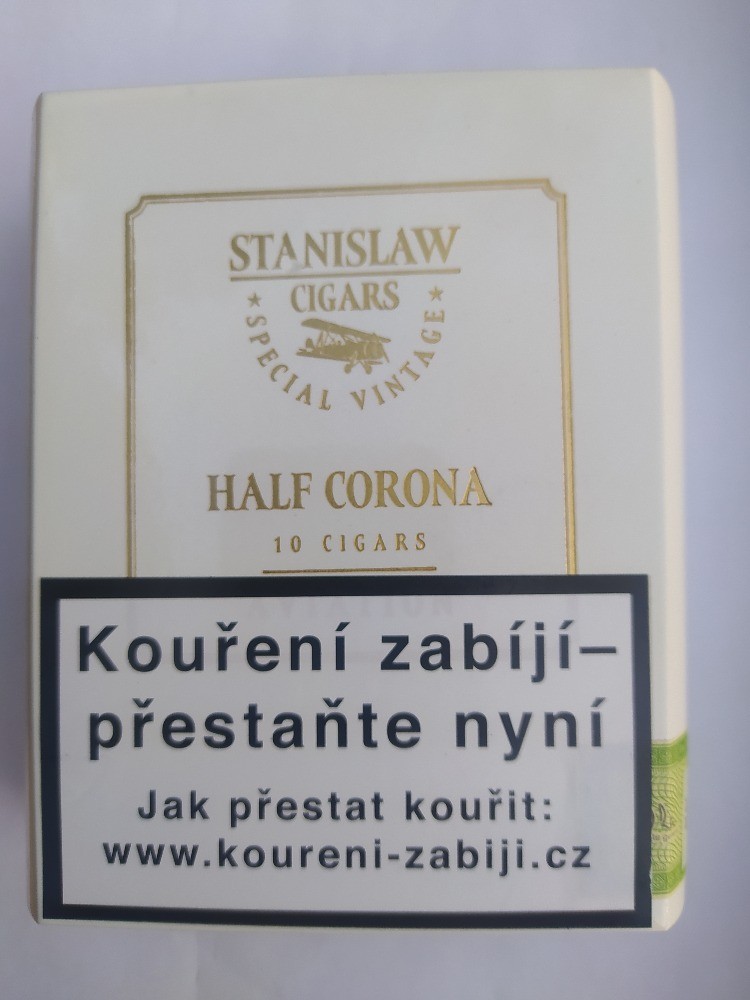 STANISLAW
CIGARS
★ SPECIAL VINTAGE ★
HALF CORONA
10 CIGARS
AVIATION
Kouření zabíjí–
přestaňte nyní
Jak přestat kouřit:
www.koureni-zabiji.cz